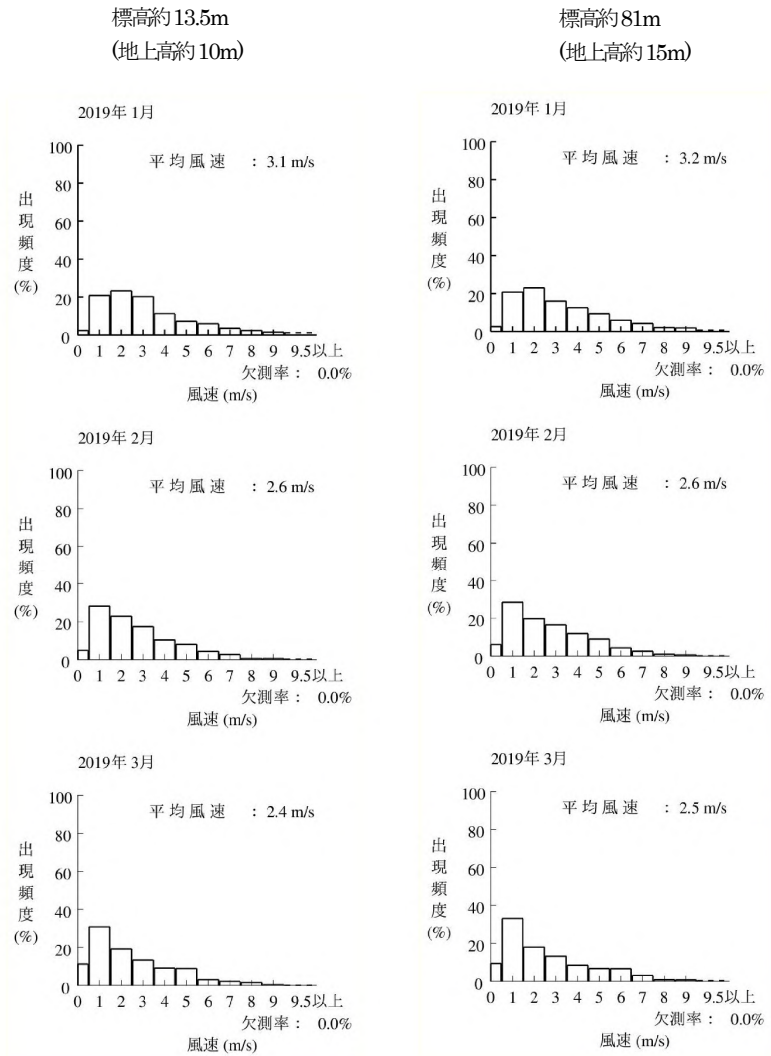 標高約13.5m
(地上高約10m)
標高約81m
(地上高約15m)
2019年 1月
平 均 風 速 : 3.1 m/s
出現頻度(%)
100
80
60
40
20
0
0 1 2 3 4 5 6 7 8 9 9.5以上
欠測率: 0.0%
風速 (m/s)
2019年 1月
平 均 風 速 : 3.2 m/s
出現頻度(%)
100
80
60
40
20
0
0 1 2 3 4 5 6 7 8 9 9.5以上
欠測率: 0.0%
風速 (m/s)
2019年 2月
平 均 風 速 : 2.6 m/s
出現頻度(%)
100
80
60
40
20
0
0 1 2 3 4 5 6 7 8 9 9.5以上
欠測率: 0.0%
風速 (m/s)
2019年 2月
平 均 風 速 : 2.6 m/s
出現頻度(%)
100
80
60
40
20
0
0 1 2 3 4 5 6 7 8 9 9.5以上
欠測率: 0.0%
風速 (m/s)
2019年 3月
平 均 風 速 : 2.4 m/s
出現頻度(%)
100
80
60
40
20
0
0 1 2 3 4 5 6 7 8 9 9.5以上
欠測率: 0.0%
風速 (m/s)
2019年 3月
平 均 風 速 : 2.5 m/s
出現頻度(%)
100
80
60
40
20
0
0 1 2 3 4 5 6 7 8 9 9.5以上
欠測率: 0.0%
風速 (m/s)